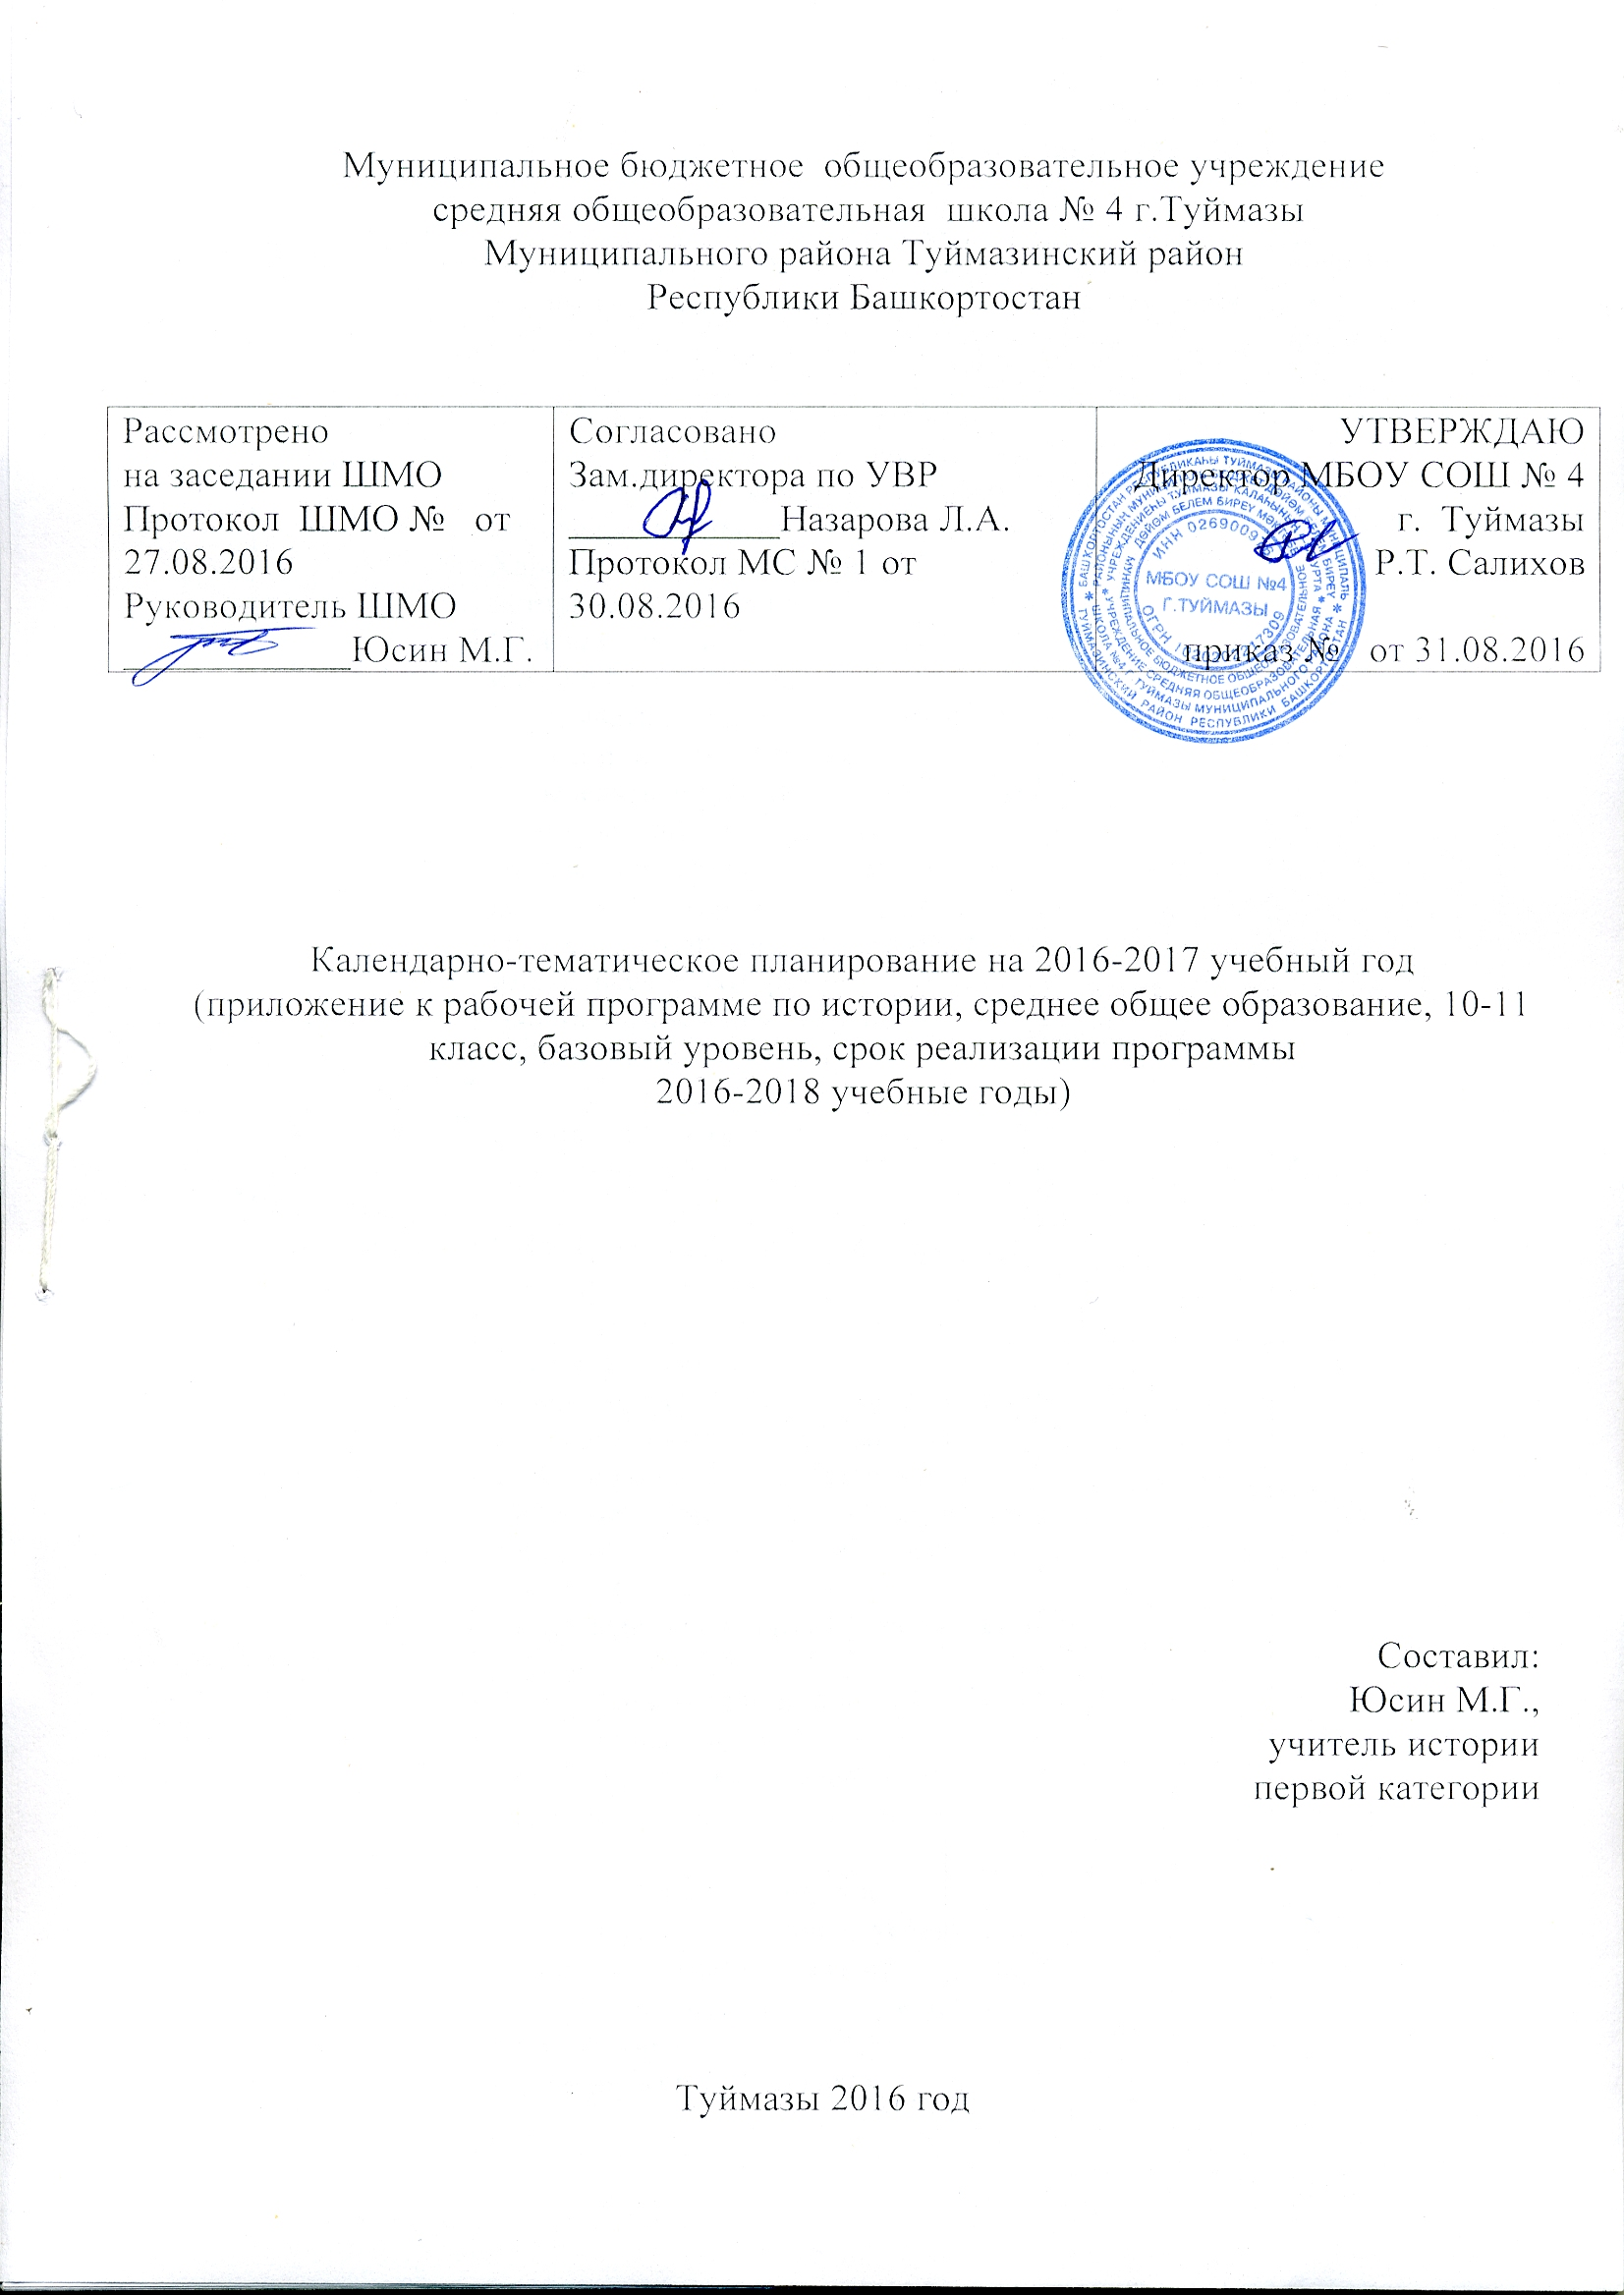 Муниципальное бюджетное общеобразовательное учреждение
средняя общеобразовательная школа № 4 г.Туймазы
Муниципального района Туймазинский район
Республики Башкортостан
Рассмотрено
на заседании ШМО
Протокол ШМО № от
27.08.2016
Руководитель ШМО
Юсин М.Г.
Согласовано
Зам.директора по УВР
Назарова Л.А.
Протокол МС № 1 от
30.08.2016
УТВЕРЖДАЮ
Директор МБОУ СОШ № 4
г. Туймазы
Р.Т. Салихов
приказ № от 31.08.2016
МБОУ СОШ №4
Г.ТУЙМАЗЫ
Календарно-тематическое планирование на 2016-2017 учебный год
(приложение к рабочей программе по истории, среднее общее образование, 10-11
класс, базовый уровень, срок реализации программы
2016-2018 учебные годы)
Составил:
Юсин М.Г.,
учитель истории
первой категории
Туймазы 2016 год